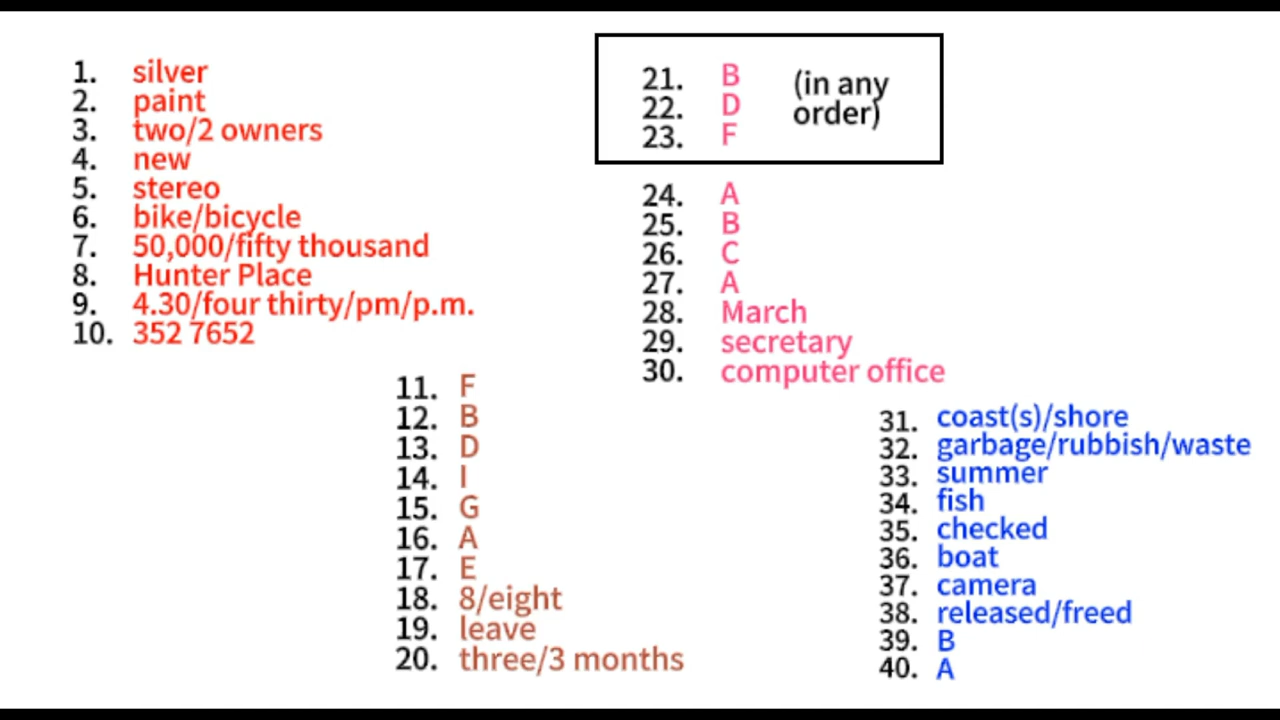 1. silver
2. paint
3. two/2 owners
4. new
5. stereo
6. bike/bicycle
7. 50,000/fifty thousand
8. Hunter Place
9. 4.30/four thirty/pm/p.m.
10. 352 7652
11. F
12. B
13. D
14. I
15. G
16. A
17. E
18. 8/eight
19. leave
20. three/3 months
21. B (in any
22. D order)
23. F
24. A
25. B
26. C
27. A
28. March
29. secretary
30. computer office
31. coast(s)/shore
32. garbage/rubbish/waste
33. summer
34. fish
35. checked
36. boat
37. camera
38. released/freed
39. B
40. A